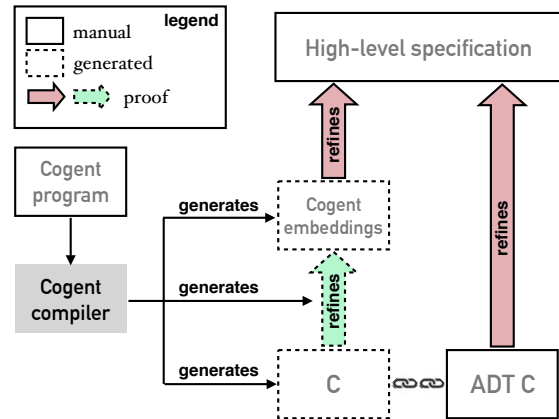 legend
manual
generated
proof
High-level specification
refines
refines
Cogent
program
generates
Cogent
embeddings
Cogent
compiler
generates
refines
generates
C
ADT C